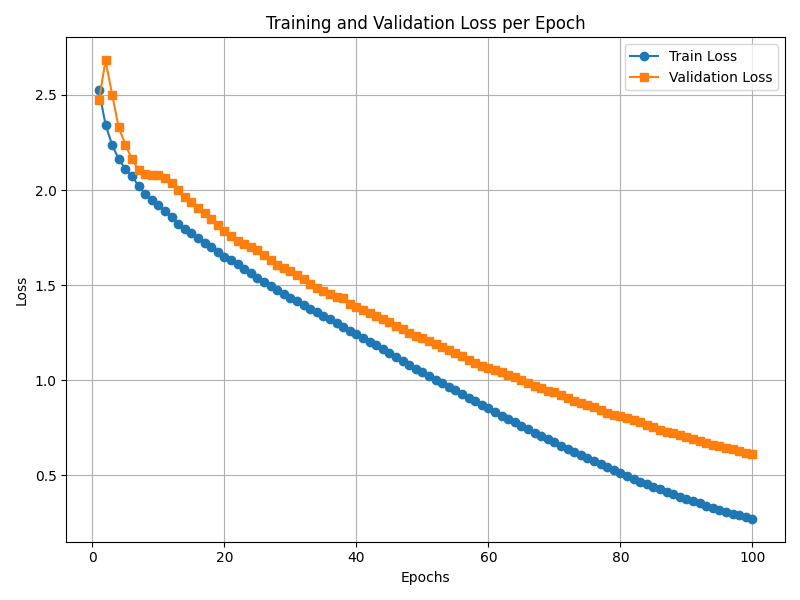 Training and Validation Loss per Epoch
Train Loss
Validation Loss
2.5
2.0
1.5
1.0
0.5
Loss
0 20 40 60 80 100
Epochs